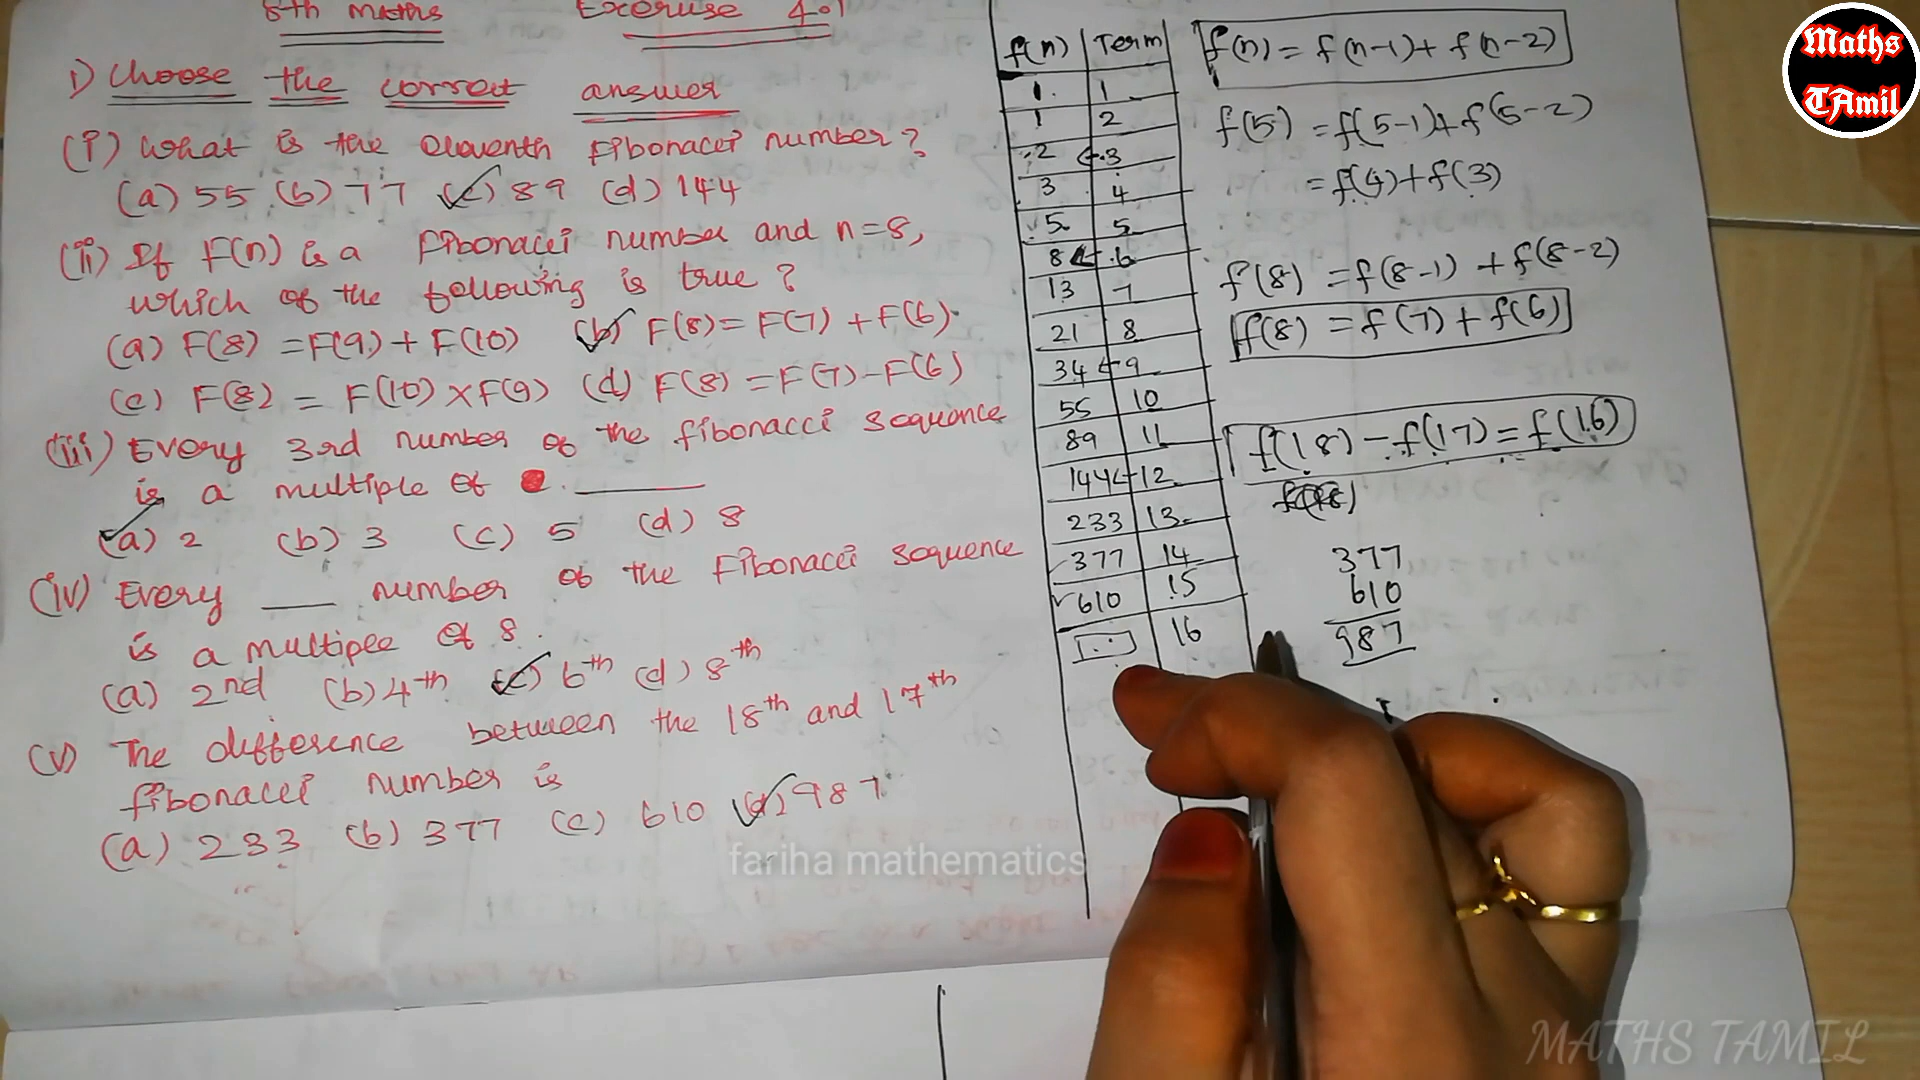 8th maths Exercise 4.1
1) Choose the correct answer
(i) What is the eleventh Fibonacci number?
(a) 55 (b) 77 (c) 89 (d) 144
(ii) If F(n) is a Fibonacci number and n=8,
which of the following is true?
(a) F(8) = F(9) + F(10) (b) F(8) = F(7) + F(6)
(c) F(8) = F(10) × F(9) (d) F(8) = F(7) - F(6)
(iii) Every 3rd number of the fibonacci sequence
is a multiple of
(a) 2 (b) 3 (c) 5 (d) 8
(iv) Every ___ number of the Fibonacci sequence
is a multiple of 8.
(a) 2nd (b) 4th (c) 6th (d) 8th
(v) The difference between the 18th and 17th
fibonacci number is
(a) 233 (b) 377 (c) 610 (d) 987
f(n) Term
1 1
1 2
2 3
3 4
5 5
8 6
13 7
21 8
34 9
55 10
89 11
144 12
233 13
377 14
610 15
16
f(n) = f(n-1) + f(n-2)
f(5) = f(5-1) + f(5-2)
= f(4) + f(3)
f(8) = f(8-1) + f(8-2)
f(8) = f(7) + f(6)
f(18) - f(17) = f(16)
377
610
987
Maths
TAmil
fariha mathematics
MATHS TAMIL